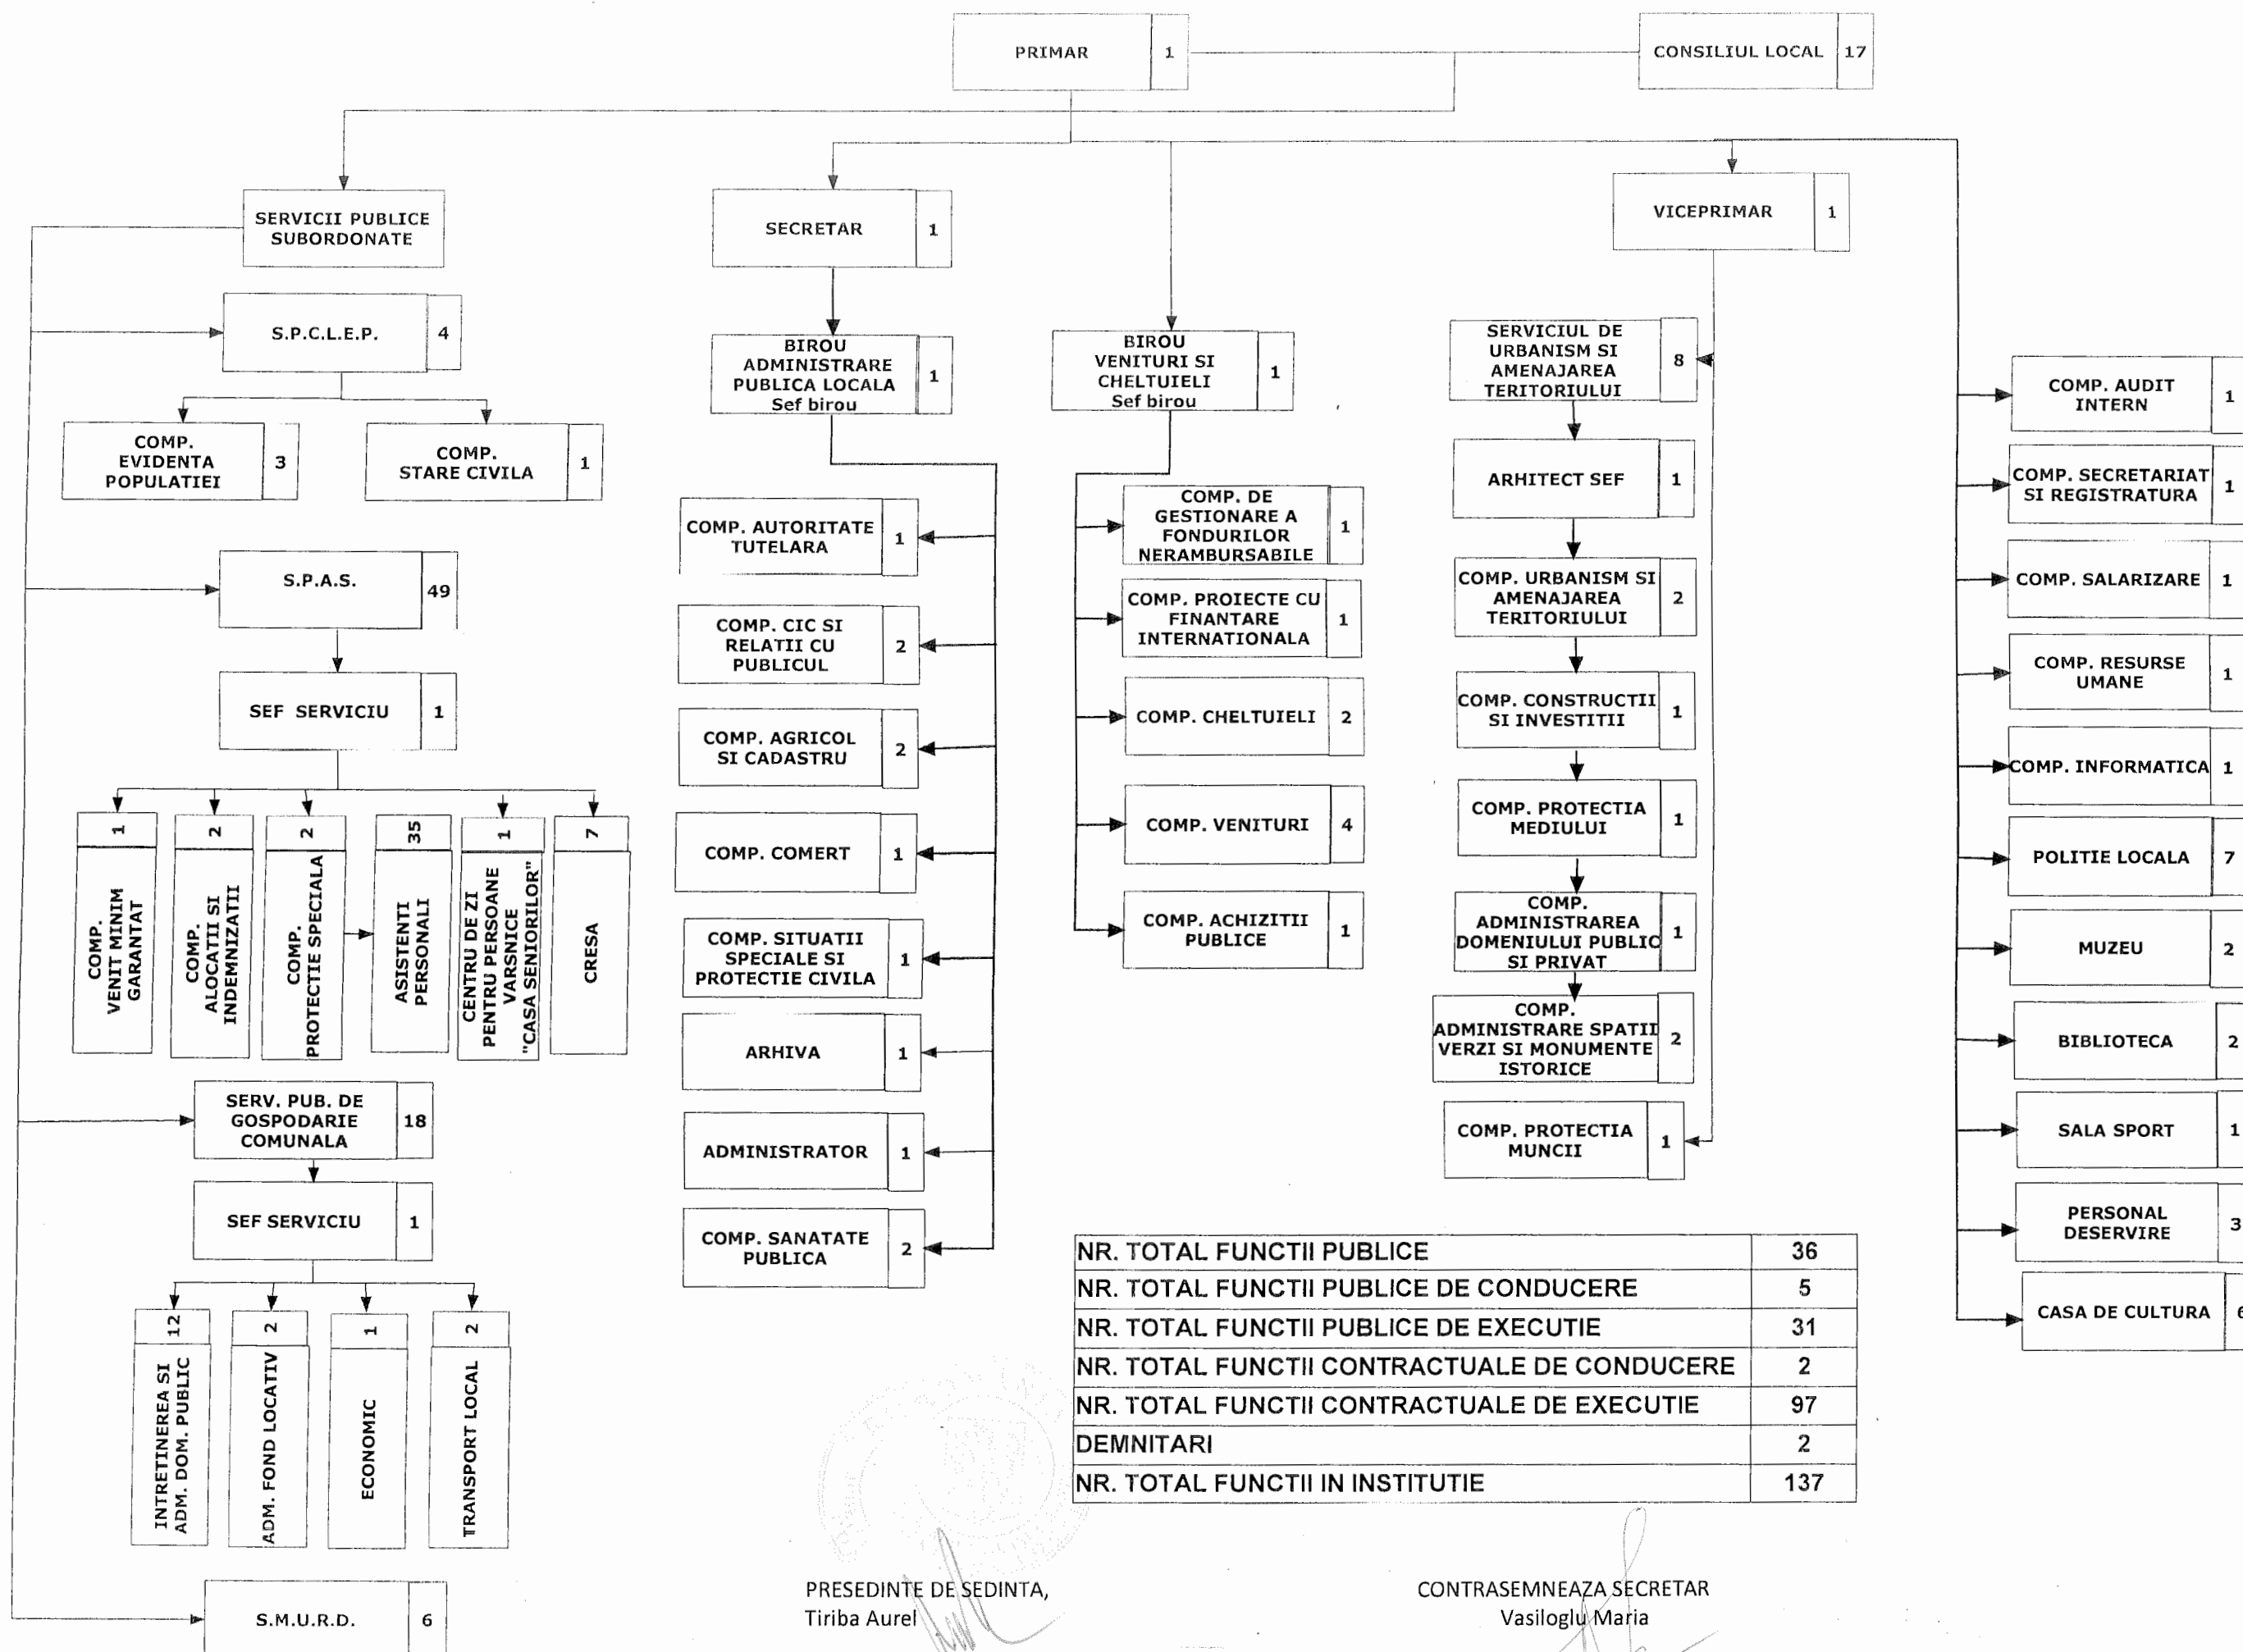 PRIMAR 1
CONSILIUL LOCAL 17
SERVICII PUBLICE
SUBORDONATE
SECRETAR 1
VICEPRIMAR 1
S.P.C.L.E.P. 4
COMP.
EVIDENTA
POPULATIEI
3
COMP.
STARE CIVILA
1
S.P.A.S. 49
SEF SERVICIU 1
1
COMP.
VENIT MINIM
GARANTAT
2
COMP.
ALOCATII SI
INDEMNIZATII
2
COMP.
PROTECTIE SPECIALA
35
ASISTENTI
PERSONALI
1
CENTRU DE ZI
PENTRU PERSOANE
VARSNICE
"CASA SENIORILOR"
7
CRESA
SERV. PUB. DE
GOSPODARIE
COMUNALA
18
SEF SERVICIU 1
12
INTRETINEREA SI
ADM. DOM. PUBLIC
2
ADM. FOND LOCATIV
1
ECONOMIC
2
TRANSPORT LOCAL
S.M.U.R.D. 6
BIROU
ADMINISTRARE
PUBLICA LOCALA
Sef birou
1
COMP. AUTORITATE
TUTELARA
1
COMP. CIC SI
RELATII CU
PUBLICUL
2
COMP. AGRICOL
SI CADASTRU
2
COMP. COMERT 1
COMP. SITUATII
SPECIALE SI
PROTECTIE CIVILA
1
ARHIVA 1
ADMINISTRATOR 1
COMP. SANATATE
PUBLICA
2
BIROU
VENITURI SI
CHELTUIELI
Sef birou
1
COMP. DE
GESTIONARE A
FONDURILOR
NERAMBURSABILE
1
COMP. PROIECTE CU
FINANTARE
INTERNATIONALA
1
COMP. CHELTUIELI 2
COMP. VENITURI 4
COMP. ACHIZITII
PUBLICE
1
SERVICIUL DE
URBANISM SI
AMENAJAREA
TERITORIULUI
8
ARHITECT SEF 1
COMP. URBANISM SI
AMENAJAREA
TERITORIULUI
2
COMP. CONSTRUCTII
SI INVESTITII
1
COMP. PROTECTIA
MEDIULUI
1
COMP.
ADMINISTRAREA
DOMENIULUI PUBLIC
SI PRIVAT
1
COMP.
ADMINISTRARE SPATII
VERZI SI MONUMENTE
ISTORICE
2
COMP. PROTECTIA
MUNCII
1
COMP. AUDIT
INTERN
1
COMP. SECRETARIAT
SI REGISTRATURA
1
COMP. SALARIZARE 1
COMP. RESURSE
UMANE
1
COMP. INFORMATICA 1
POLITIE LOCALA 7
MUZEU 2
BIBLIOTECA 2
SALA SPORT 1
PERSONAL
DESERVIRE
3
CASA DE CULTURA 6
NR. TOTAL FUNCTII PUBLICE 36
NR. TOTAL FUNCTII PUBLICE DE CONDUCERE 5
NR. TOTAL FUNCTII PUBLICE DE EXECUTIE 31
NR. TOTAL FUNCTII CONTRACTUALE DE CONDUCERE 2
NR. TOTAL FUNCTII CONTRACTUALE DE EXECUTIE 97
DEMNITARI 2
NR. TOTAL FUNCTII IN INSTITUTIE 137
PRESEDINTE DE SEDINTA,
Tiriba Aurel
CONTRASEMNEAZA SECRETAR
Vasiloglu Maria